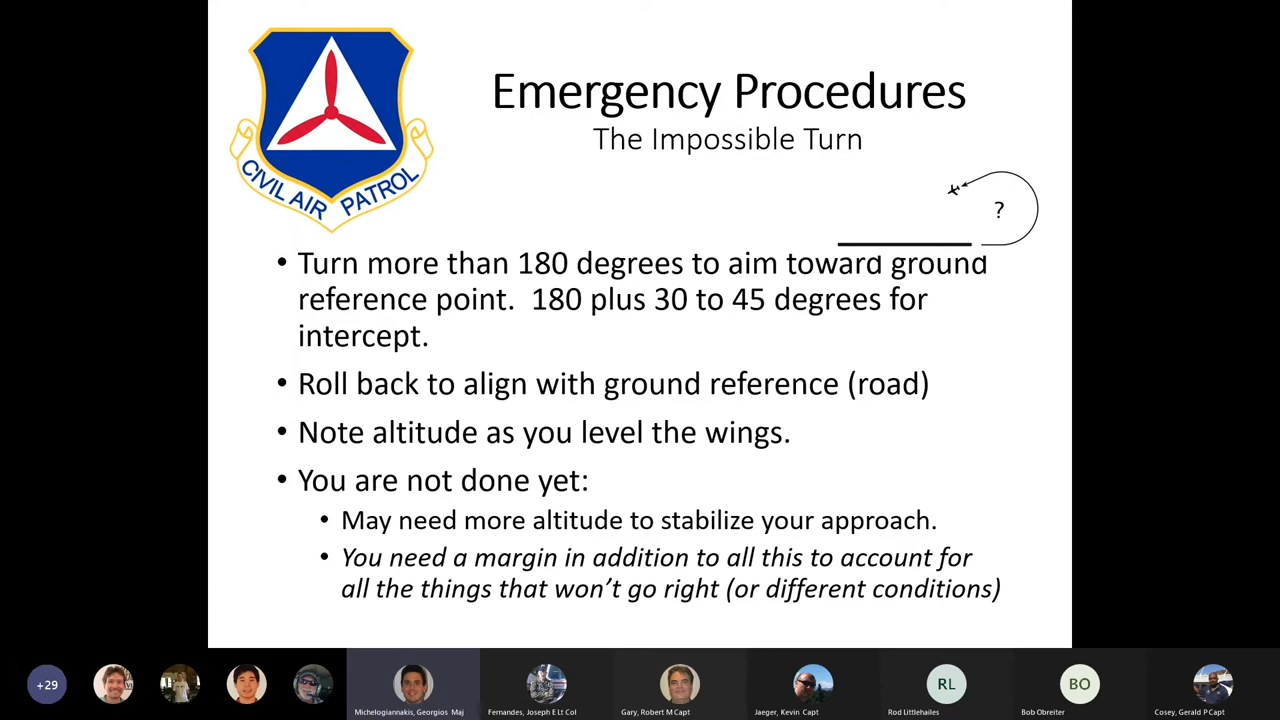 CIVIL AIR PATROL
Emergency Procedures
The Impossible Turn
?
• Turn more than 180 degrees to aim toward ground
reference point. 180 plus 30 to 45 degrees for
intercept.
• Roll back to align with ground reference (road)
• Note altitude as you level the wings.
• You are not done yet:
• May need more altitude to stabilize your approach.
• You need a margin in addition to all this to account for
all the things that won’t go right (or different conditions)
+29
RL
BO
Michelogiannakis, Georgios Maj
Fernandes, Joseph E Lt Col
Gary, Robert M Capt
Jaeger, Kevin Capt
Rod Littlehailes
Bob Obreiter
Cosey, Gerald P Capt